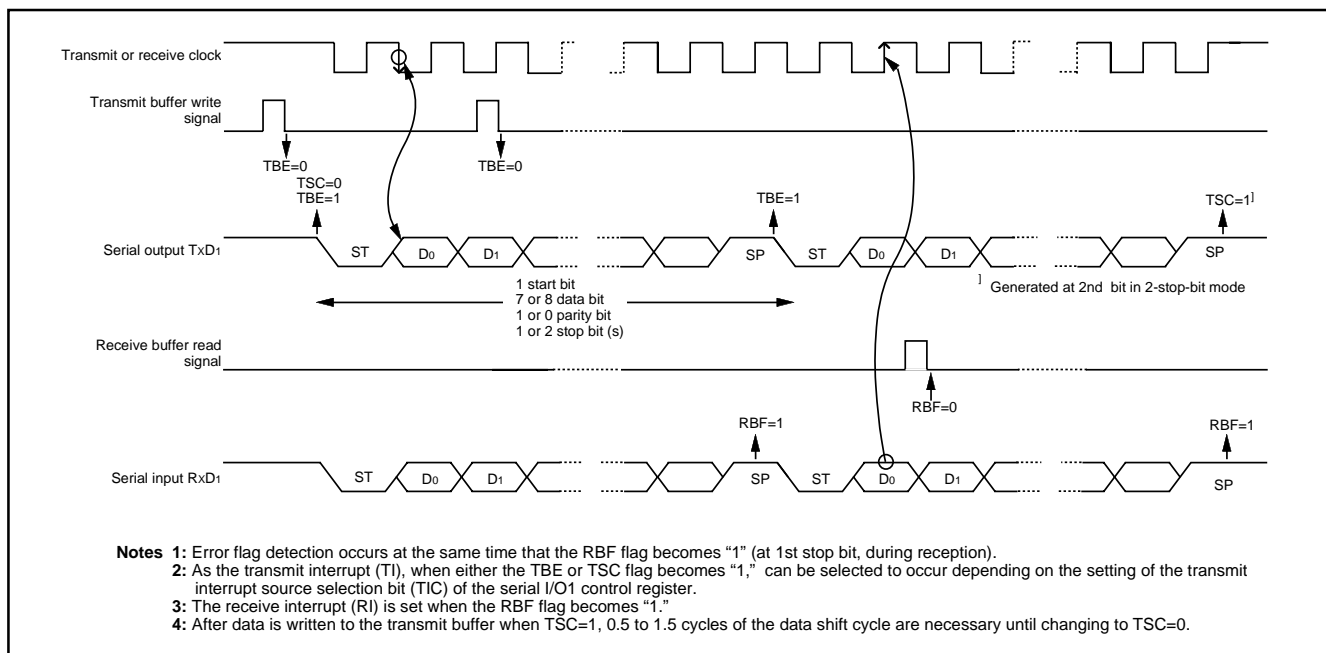 Transmit or receive clock
Transmit buffer write
signal
TBE=0
TBE=0
TSC=0
TBE=1
TBE=1
TSC=1]
Serial output TxD1
ST
D0
D1
SP
ST
D0
D1
SP
1 start bit
7 or 8 data bit
1 or 0 parity bit
1 or 2 stop bit (s)
] Generated at 2nd bit in 2-stop-bit mode
Receive buffer read
signal
RBF=0
RBF=1
RBF=1
Serial input RxD1
ST
D0
D1
SP
ST
D0
D1
SP
Notes 1: Error flag detection occurs at the same time that the RBF flag becomes “1” (at 1st stop bit, during reception).
2: As the transmit interrupt (TI), when either the TBE or TSC flag becomes “1,” can be selected to occur depending on the setting of the transmit
interrupt source selection bit (TIC) of the serial I/O1 control register.
3: The receive interrupt (RI) is set when the RBF flag becomes “1.”
4: After data is written to the transmit buffer when TSC=1, 0.5 to 1.5 cycles of the data shift cycle are necessary until changing to TSC=0.